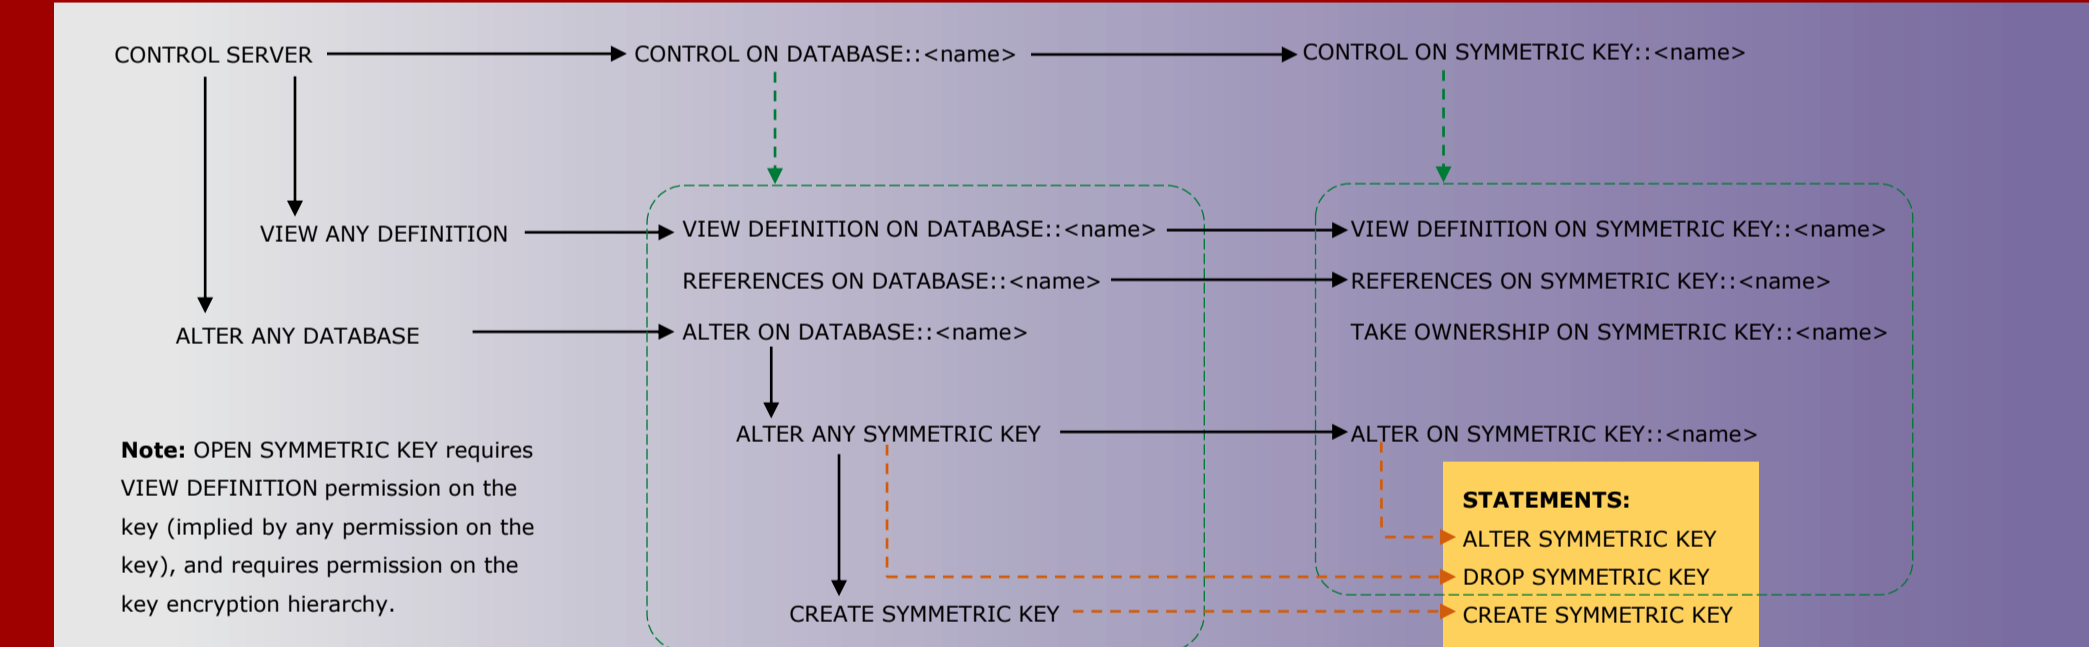 CONTROL SERVER
CONTROL ON DATABASE::<name>
CONTROL ON SYMMETRIC KEY::<name>
VIEW ANY DEFINITION
VIEW DEFINITION ON DATABASE::<name>
VIEW DEFINITION ON SYMMETRIC KEY::<name>
REFERENCES ON DATABASE::<name>
REFERENCES ON SYMMETRIC KEY::<name>
ALTER ANY DATABASE
ALTER ON DATABASE::<name>
TAKE OWNERSHIP ON SYMMETRIC KEY::<name>
ALTER ANY SYMMETRIC KEY
ALTER ON SYMMETRIC KEY::<name>
Note: OPEN SYMMETRIC KEY requires
VIEW DEFINITION permission on the
key (implied by any permission on the
key), and requires permission on the
key encryption hierarchy.
CREATE SYMMETRIC KEY
STATEMENTS:
ALTER SYMMETRIC KEY
DROP SYMMETRIC KEY
CREATE SYMMETRIC KEY